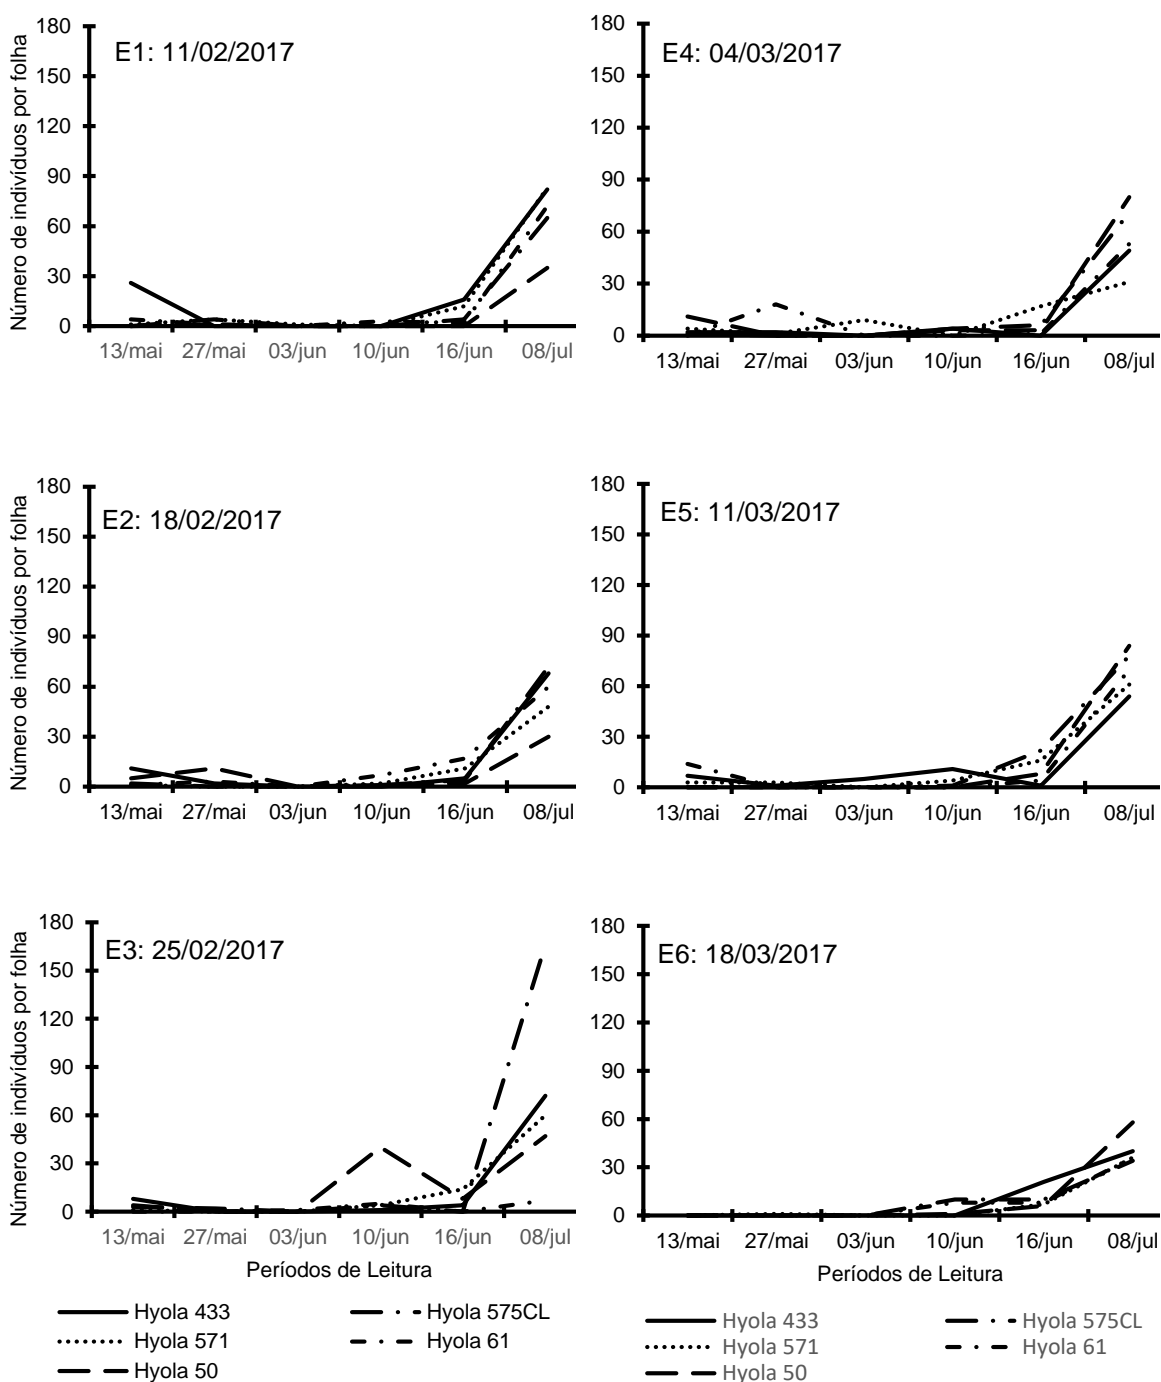 E1: 11/02/2017
Número de indivíduos por folha
180
150
120
90
60
30
0
13/mai 27/mai 03/jun 10/jun 16/jun 08/jul
E4: 04/03/2017
180
150
120
90
60
30
0
13/mai 27/mai 03/jun 10/jun 16/jun 08/jul
E2: 18/02/2017
Número de indivíduos por folha
180
150
120
90
60
30
0
13/mai 27/mai 03/jun 10/jun 16/jun 08/jul
E5: 11/03/2017
180
150
120
90
60
30
0
13/mai 27/mai 03/jun 10/jun 16/jun 08/jul
E3: 25/02/2017
Número de indivíduos por folha
180
150
120
90
60
30
0
13/mai 27/mai 03/jun 10/jun 16/jun 08/jul
Períodos de Leitura
Hyola 433 Hyola 575CL
Hyola 571 Hyola 61
Hyola 50
E6: 18/03/2017
180
150
120
90
60
30
0
13/mai 27/mai 03/jun 10/jun 16/jun 08/jul
Períodos de Leitura
Hyola 433 Hyola 575CL
Hyola 571 Hyola 61
Hyola 50